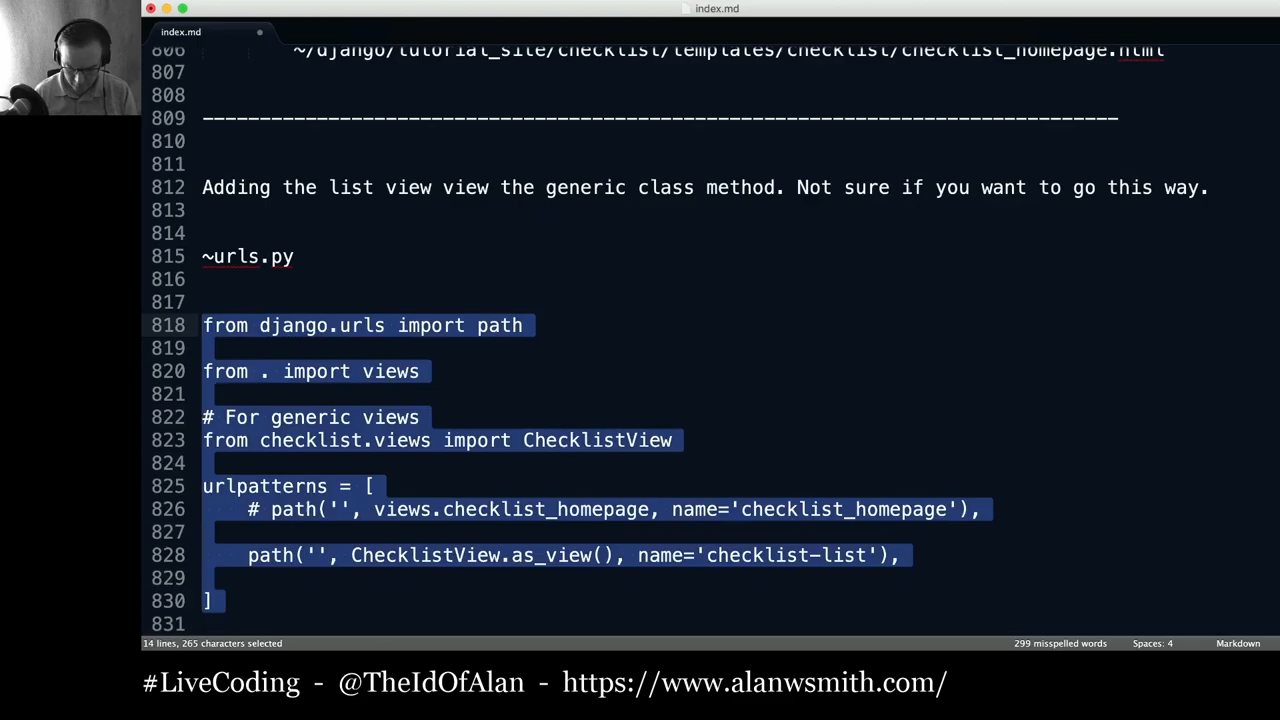 index.md
index.md
806 ~/django/tutorial_site/checklist/templates/checklist/checklist_homepage.html
807
808
809 --------------------------------------------------------------------------------
810
811
812 Adding the list view view the generic class method. Not sure if you want to go this way.
813
814
815 ~urls.py
816
817
818 from django.urls import path
819
820 from . import views
821
822 # For generic views
823 from checklist.views import ChecklistView
824
825 urlpatterns = [
826 # path('', views.checklist_homepage, name='checklist_homepage'),
827
828 path('', ChecklistView.as_view(), name='checklist-list'),
829
830 ]
831
14 lines, 265 characters selected 299 misspelled words Spaces: 4 Markdown
#LiveCoding - @TheIdOfAlan - https://www.alanwsmith.com/